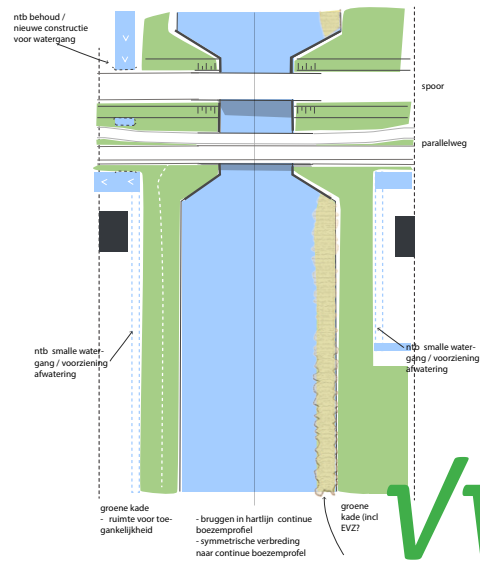 ntb behoud /
nieuwe constructie
voor watergang
spoor
parallelweg
ntb smalle water-
gang / voorziening
afwatering
ntb smalle water-
gang / voorziening
afwatering
groene kade
- ruimte voor toe-
gankelijkheid
- bruggen in hartlijn continue
boezemprofiel
- symmetrische verbreding
naar continue boezemprofel
groene
kade (incl
EVZ?